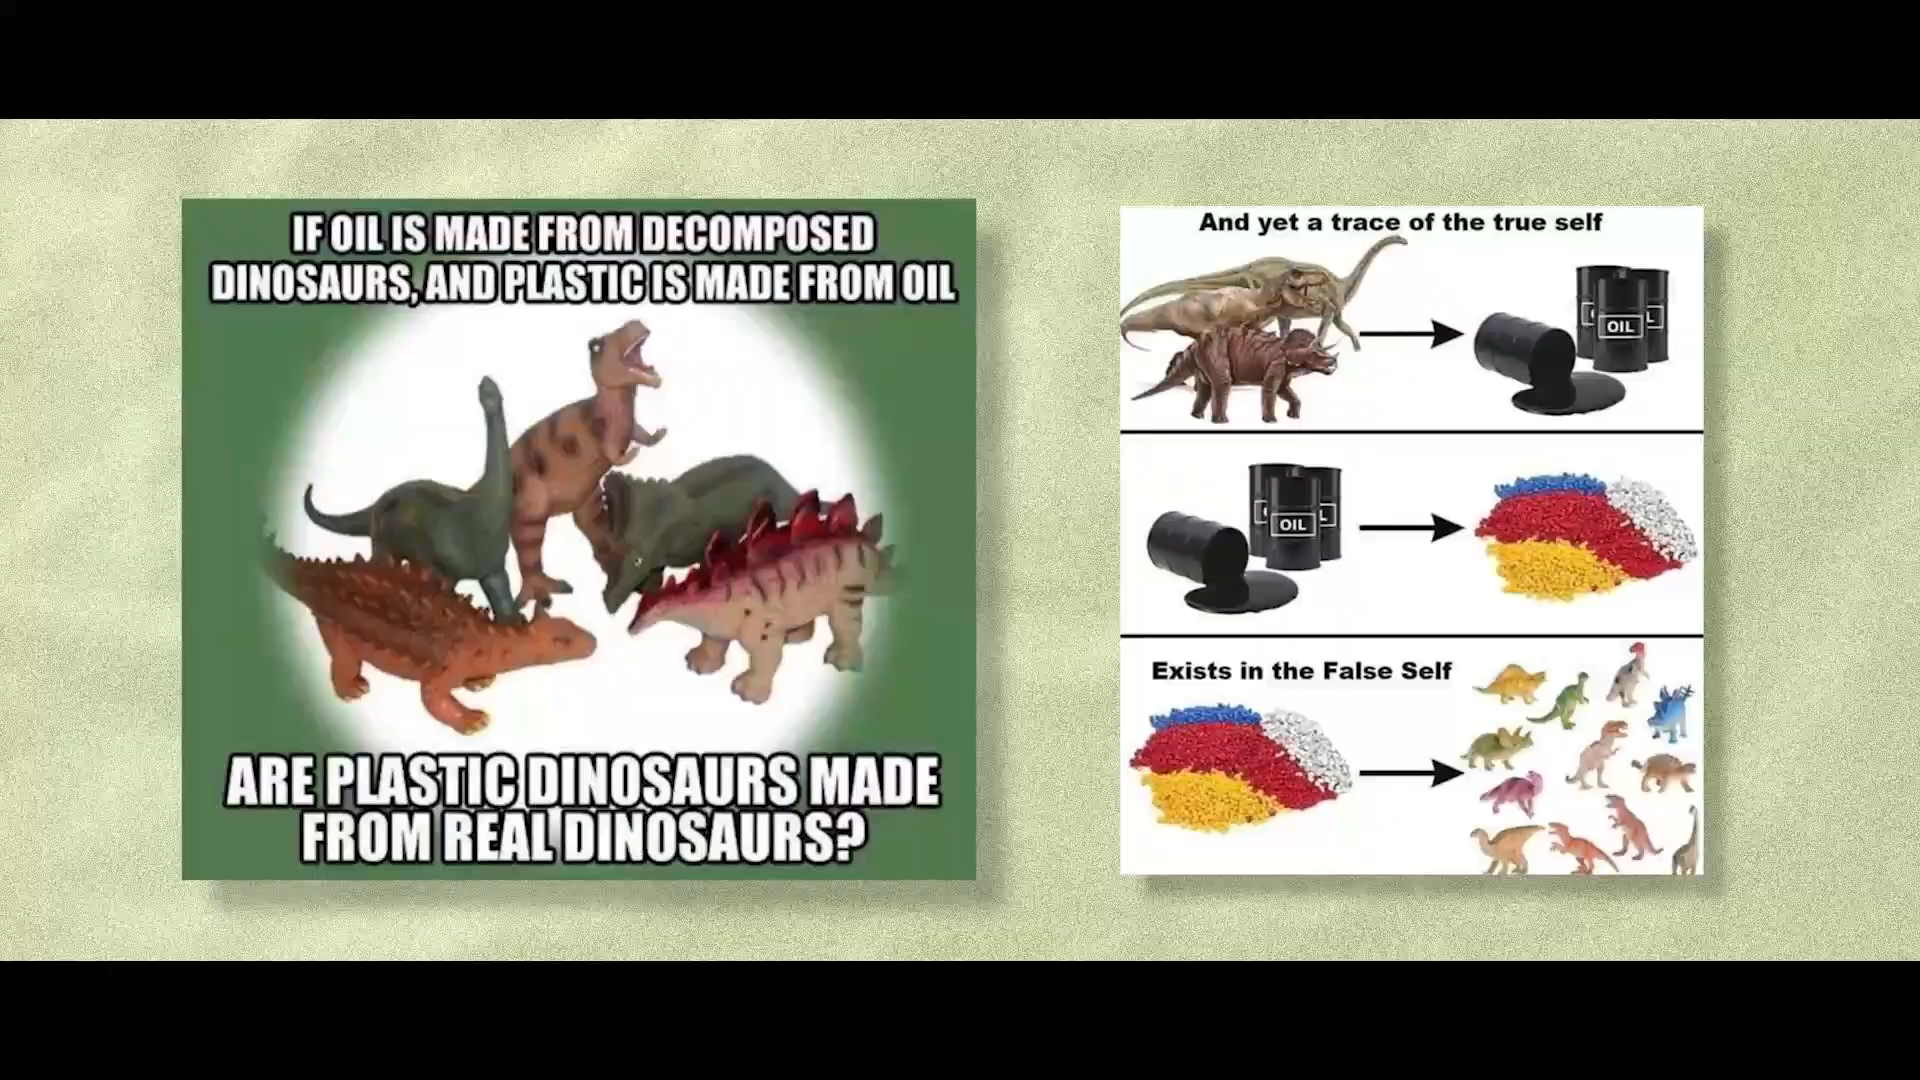 IF OIL IS MADE FROM DECOMPOSED
DINOSAURS, AND PLASTIC IS MADE FROM OIL
ARE PLASTIC DINOSAURS MADE
FROM REAL DINOSAURS?
And yet a trace of the true self
OIL
OIL
Exists in the False Self